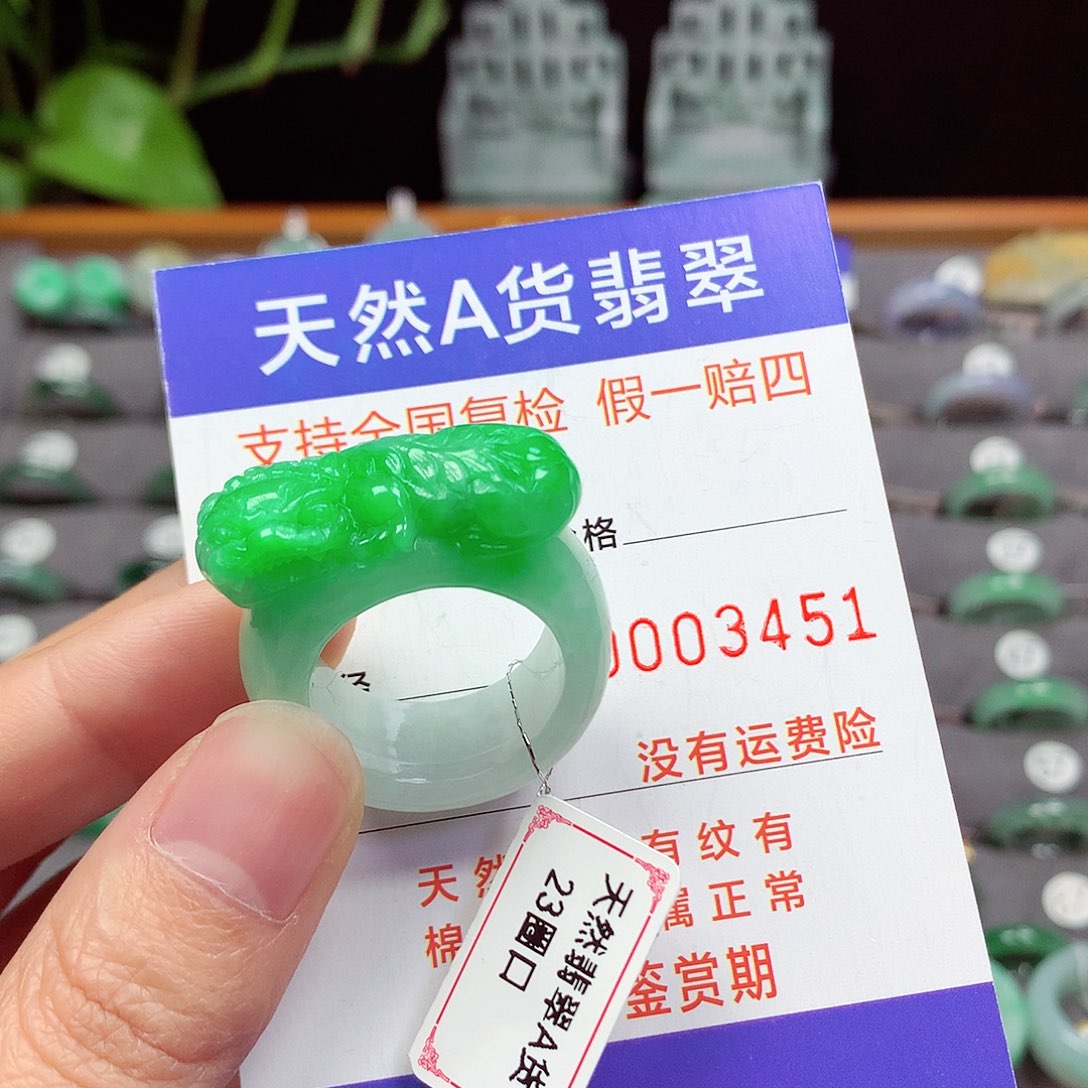 天然A货翡翠
支持全国复检 假一赔四
格
0003451
没有运费险
天然 有纹有
棉 属正常
鉴赏期
天然翡翠A货
23圈口